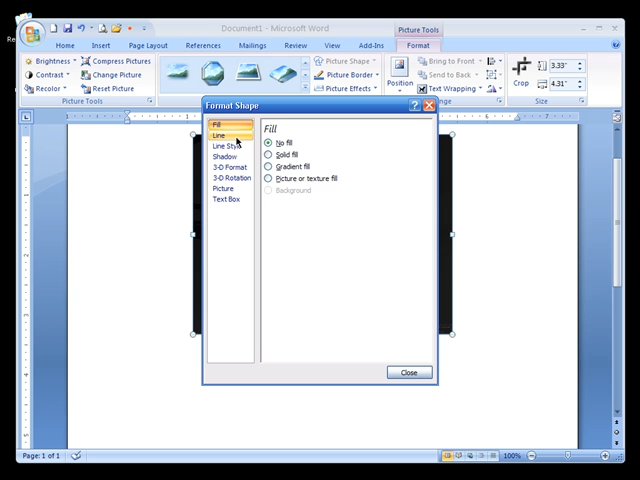 Re
Document1 - Microsoft Word
Picture Tools
Home
Insert
Page Layout
References
Mailings
Review
View
Add-Ins
Format
Brightness
Contrast
Recolor
Compress Pictures
Change Picture
Reset Picture
Picture Shape
Picture Border
Picture Effects
Position
Bring to Front
Send to Back
Text Wrapping
Crop
3.33"
4.31"
Picture Tools
nge
Size
Format Shape
Fill
Line
Line Style
Shadow
3-D Format
3-D Rotation
Picture
Text Box
Fill
No fill
Solid fill
Gradient fill
Picture or texture fill
Background
Close
Page: 1 of 1
100%